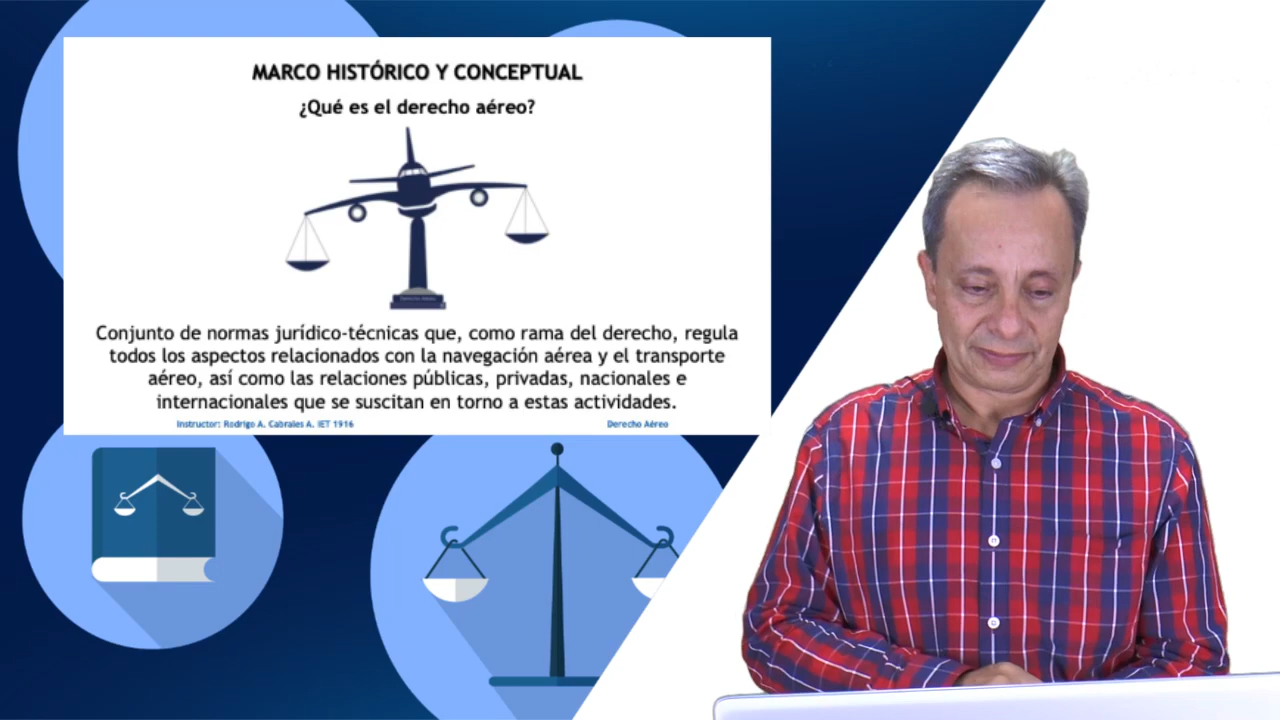 MARCO HISTÓRICO Y CONCEPTUAL
¿Qué es el derecho aéreo?
Derecho Aéreo
Conjunto de normas jurídico-técnicas que, como rama del derecho, regula
todos los aspectos relacionados con la navegación aérea y el transporte
aéreo, así como las relaciones públicas, privadas, nacionales e
internacionales que se suscitan en torno a estas actividades.
Instructor: Rodrigo A. Cabrales A. IET 1916
Derecho Aéreo